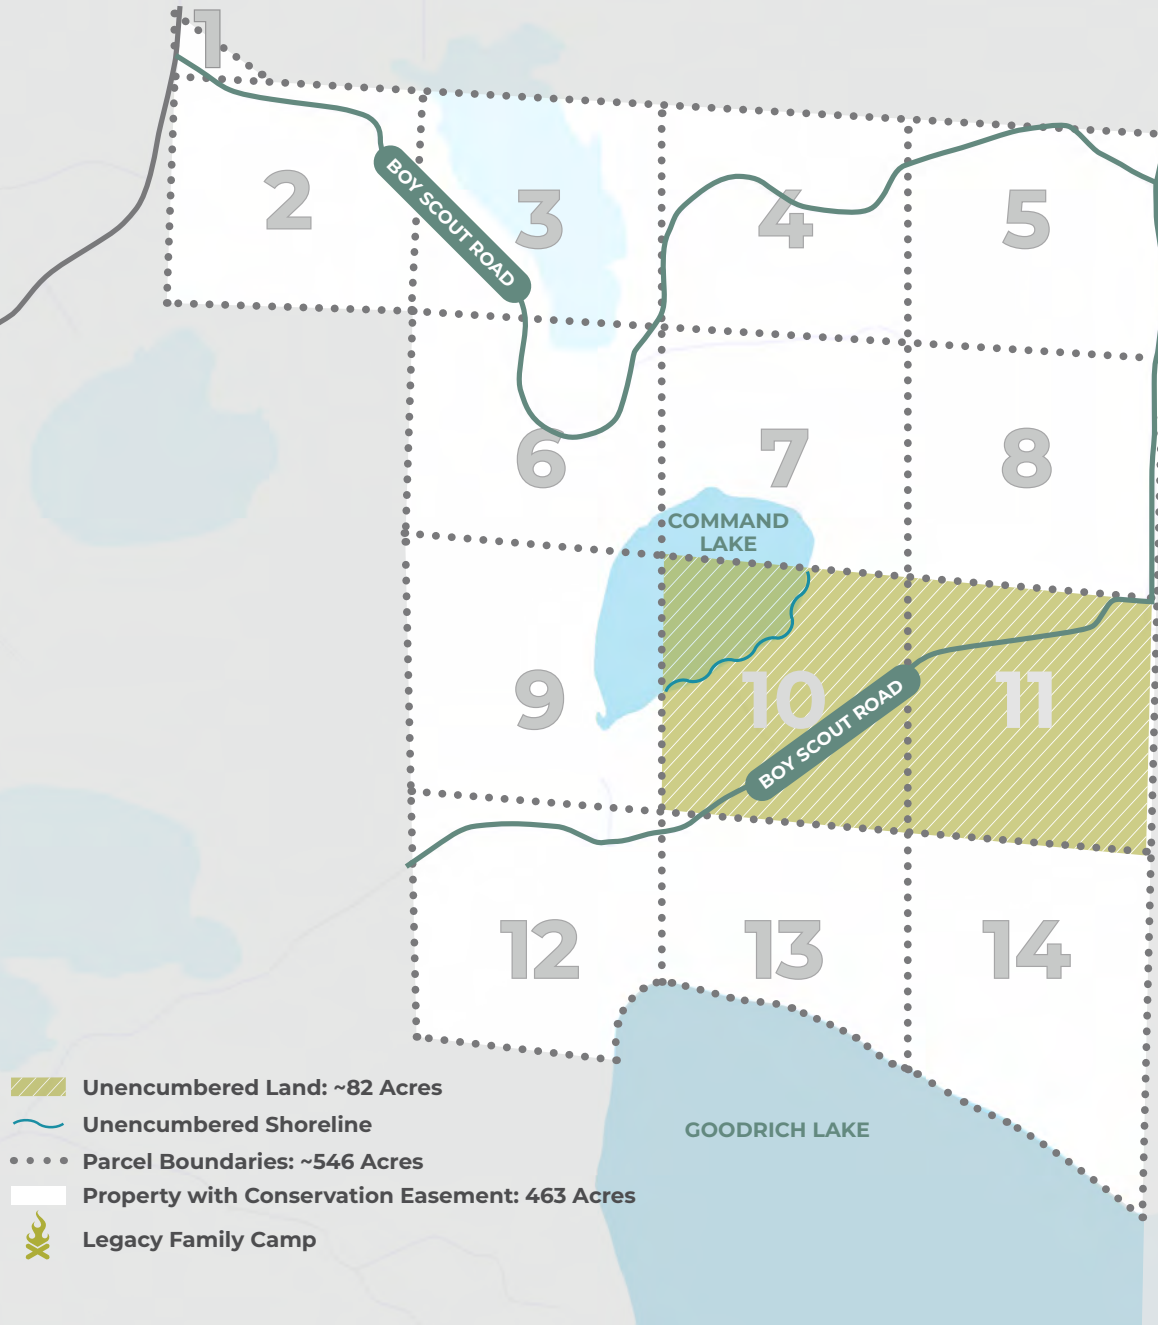 1
2
BOY SCOUT ROAD
3
4
5
6
7
8
COMMAND
LAKE
9
10
BOY SCOUT ROAD
11
12
13
14
GOODRICH LAKE
Unencumbered Land: ~82 Acres
Unencumbered Shoreline
Parcel Boundaries: ~546 Acres
Property with Conservation Easement: 463 Acres
Legacy Family Camp